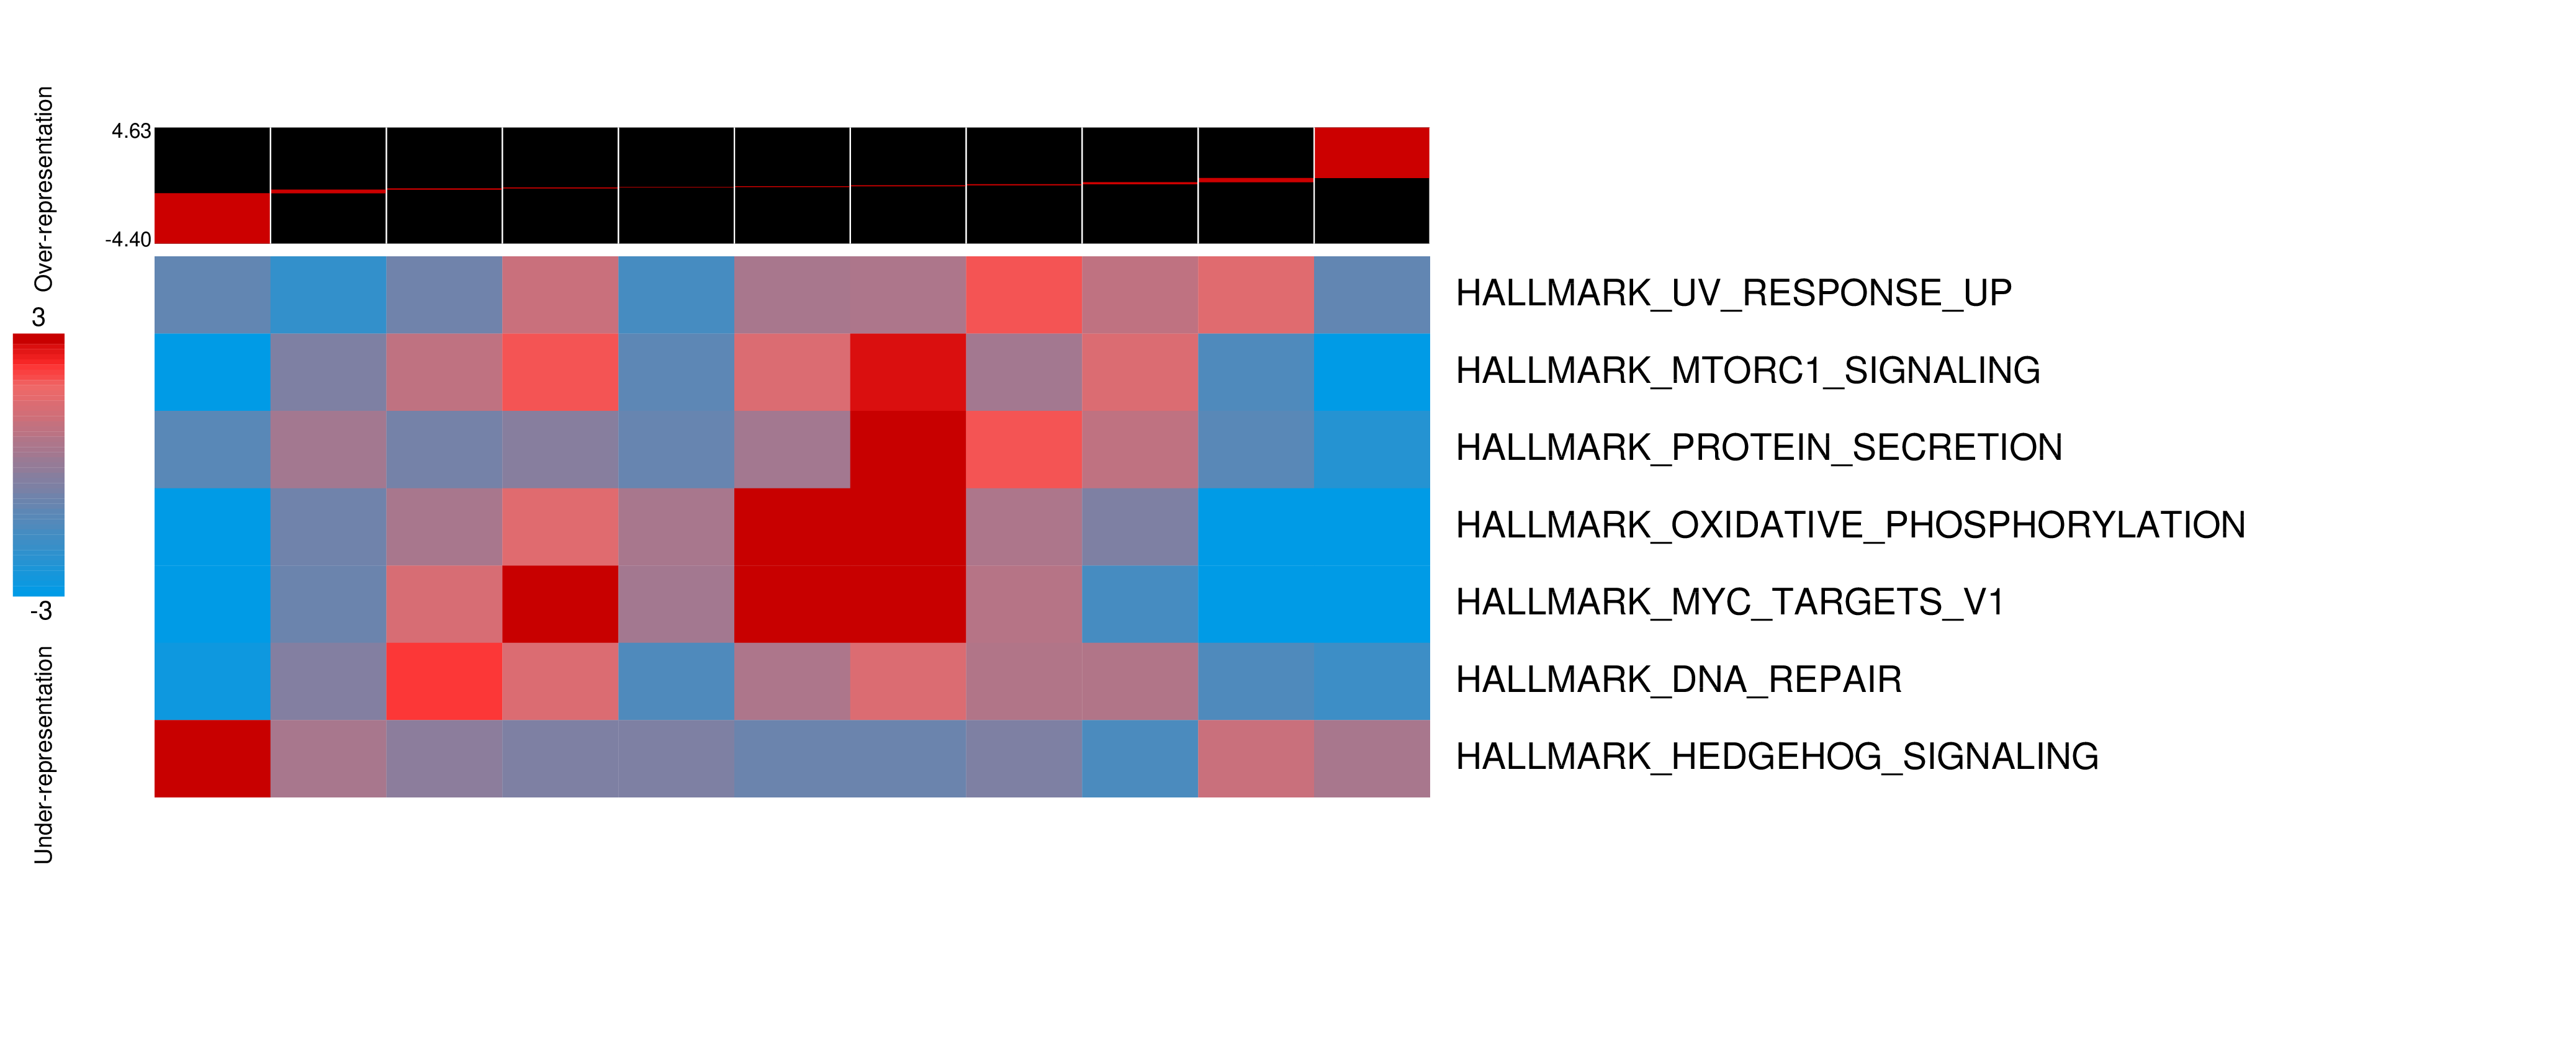 Over-representation
3
-3
Under-representation
4.63
-4.40
HALLMARK_UV_RESPONSE_UP
HALLMARK_MTORC1_SIGNALING
HALLMARK_PROTEIN_SECRETION
HALLMARK_OXIDATIVE_PHOSPHORYLATION
HALLMARK_MYC_TARGETS_V1
HALLMARK_DNA_REPAIR
HALLMARK_HEDGEHOG_SIGNALING